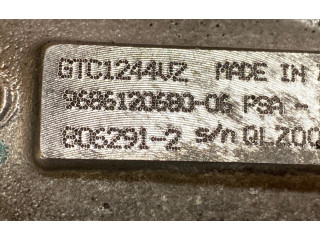 GTC1244VZ MADE IN
9686120680-06 PSA -
806291-2 s/n QLZ00